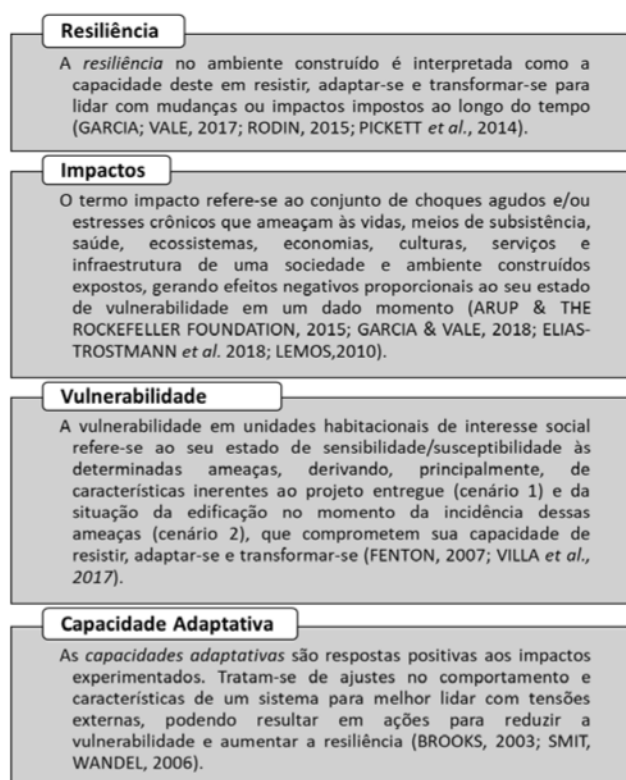 Resiliência
A resiliência no ambiente construído é interpretada como a
capacidade deste em resistir, adaptar-se e transformar-se para
lidar com mudanças ou impactos impostos ao longo do tempo
(GARCIA; VALE, 2017; RODIN, 2015; PICKETT et al., 2014).
Impactos
O termo impacto refere-se ao conjunto de choques agudos e/ou
estresses crônicos que ameaçam às vidas, meios de subsistência,
saúde, ecossistemas, economias, culturas, serviços e
infraestrutura de uma sociedade e ambiente construídos
expostos, gerando efeitos negativos proporcionais ao seu estado
de vulnerabilidade em um dado momento (ARUP & THE
ROCKEFELLER FOUNDATION, 2015; GARCIA & VALE, 2018; ELIAS-
TROSTMANN et al. 2018; LEMOS,2010).
Vulnerabilidade
A vulnerabilidade em unidades habitacionais de interesse social
refere-se ao seu estado de sensibilidade/susceptibilidade às
determinadas ameaças, derivando, principalmente, de
características inerentes ao projeto entregue (cenário 1) e da
situação da edificação no momento da incidência dessas
ameaças (cenário 2), que comprometem sua capacidade de
resistir, adaptar-se e transformar-se (FENTON, 2007; VILLA et al.,
2017).
Capacidade Adaptativa
As capacidades adaptativas são respostas positivas aos impactos
experimentados. Tratam-se de ajustes no comportamento e
características de um sistema para melhor lidar com tensões
externas, podendo resultar em ações para reduzir a
vulnerabilidade e aumentar a resiliência (BROOKS, 2003; SMIT,
WANDEL, 2006).